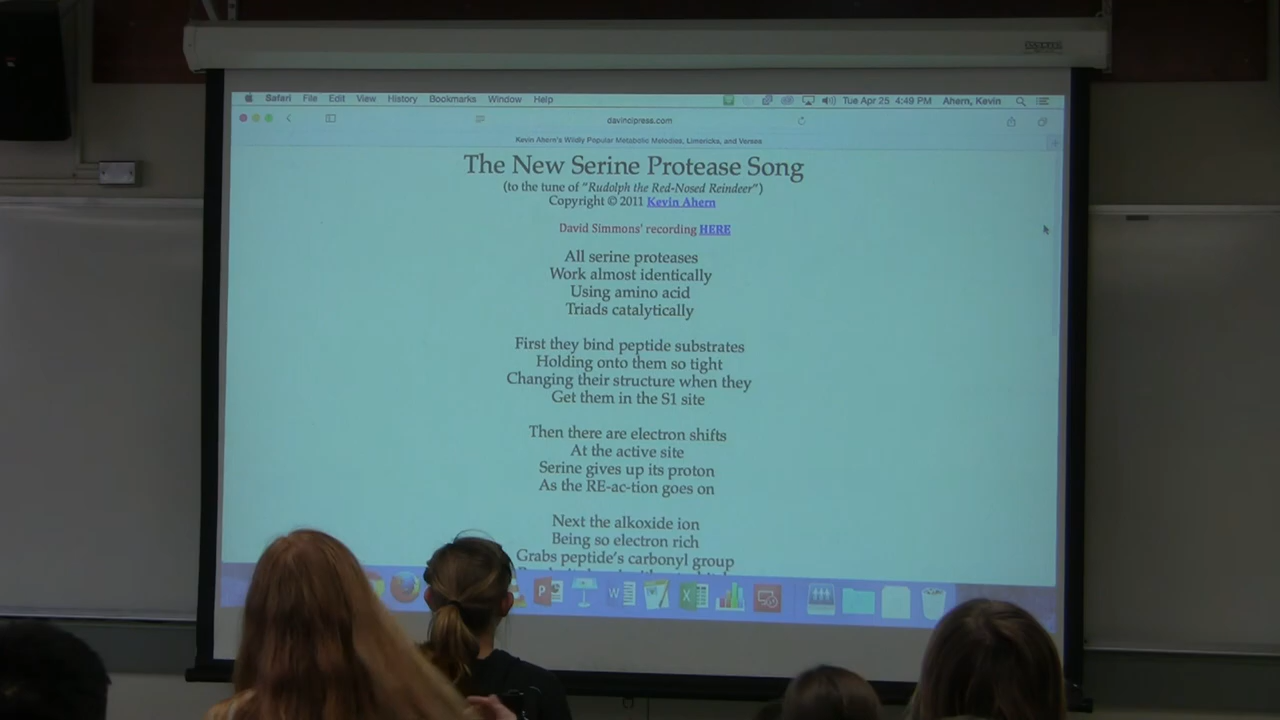 Safari File Edit View History Bookmarks Window Help Tue Apr 25 4:49 PM Ahern, Kevin
davincipress.com
Kevin Ahern's Wildly Popular Metabolic Melodies, Limericks, and Verses
The New Serine Protease Song
(to the tune of "Rudolph the Red-Nosed Reindeer")
Copyright © 2011 Kevin Ahern
David Simmons' recording HERE
All serine proteases
Work almost identically
Using amino acid
Triads catalytically
First they bind peptide substrates
Holding onto them so tight
Changing their structure when they
Get them in the S1 site
Then there are electron shifts
At the active site
Serine gives up its proton
As the RE-ac-tion goes on
Next the alkoxide ion
Being so electron rich
Grabs peptide's carbonyl group